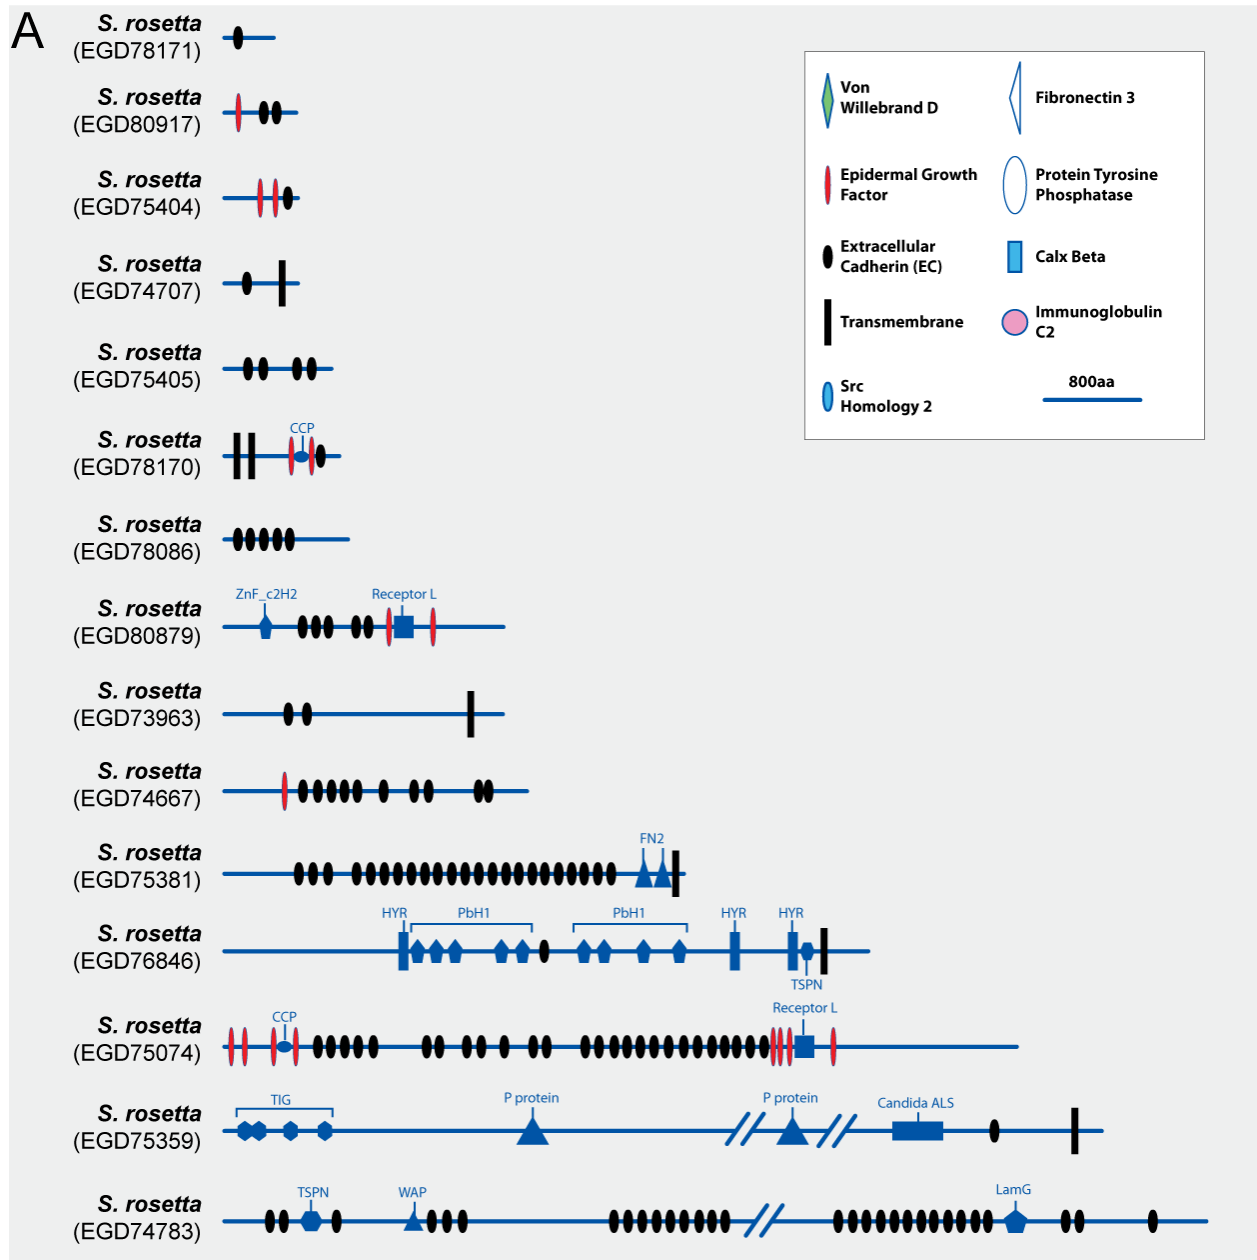 A
S. rosetta
(EGD78171)
S. rosetta
(EGD80917)
S. rosetta
(EGD75404)
S. rosetta
(EGD74707)
S. rosetta
(EGD75405)
CCP
S. rosetta
(EGD78170)
S. rosetta
(EGD78086)
ZnF_c2H2
Receptor L
S. rosetta
(EGD80879)
S. rosetta
(EGD73963)
S. rosetta
(EGD74667)
FN2
S. rosetta
(EGD75381)
HYR
PbH1
PbH1
HYR
HYR
S. rosetta
(EGD76846)
TSPN
Receptor L
CCP
S. rosetta
(EGD75074)
TIG
P protein
P protein
Candida ALS
S. rosetta
(EGD75359)
TSPN
WAP
LamG
S. rosetta
(EGD74783)
Von
Willebrand D
Fibronectin 3
Epidermal Growth
Factor
Protein Tyrosine
Phosphatase
Extracellular
Cadherin (EC)
Calx Beta
Transmembrane
Immunoglobulin
C2
Src
Homology 2
800aa